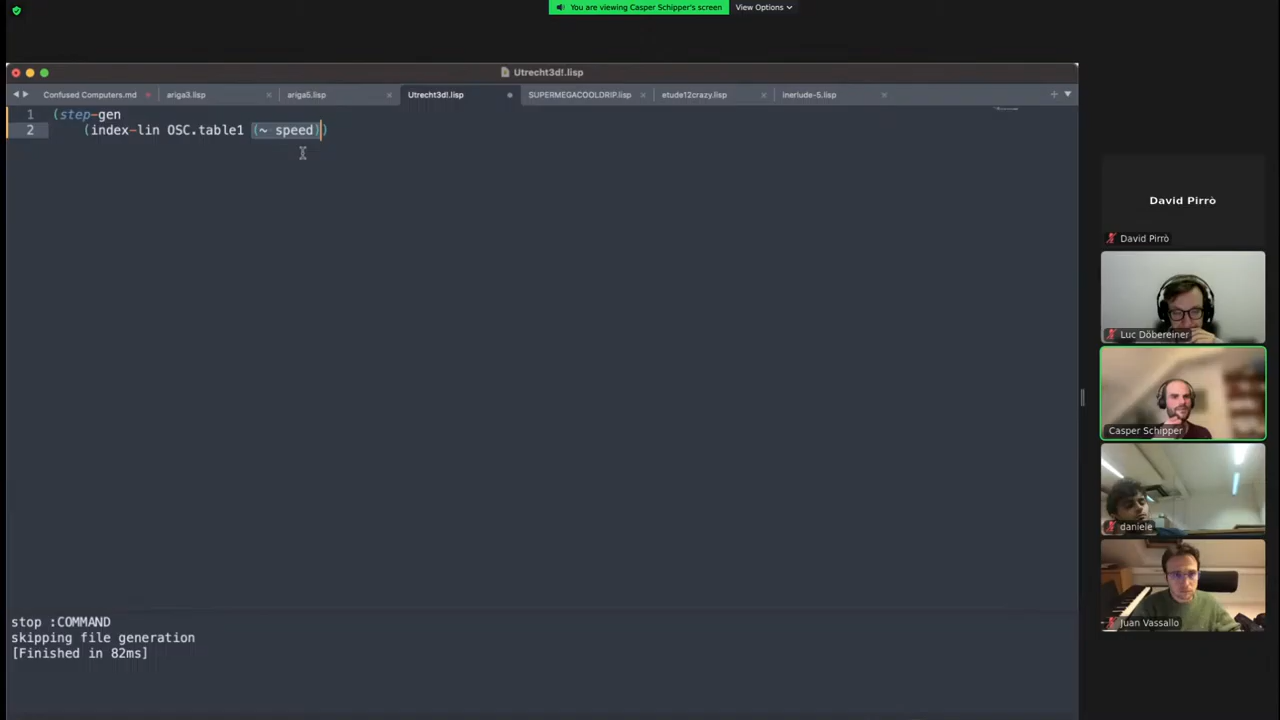 You are viewing Casper Schipper's screen
View Options
Utrecht3d!.lisp
Confused Computers.md
ariga3.lisp
ariga5.lisp
Utrecht3d!.lisp
SUPERMEGACOOLDRIP.lisp
etude12crazy.lisp
inerlude-5.lisp
1 (step-gen
2 (index-lin OSC.table1 (~ speed))
stop :COMMAND
skipping file generation
[Finished in 82ms]
David Pirrò
David Pirrò
Luc Döbereiner
Casper Schipper
daniele
Juan Vassallo